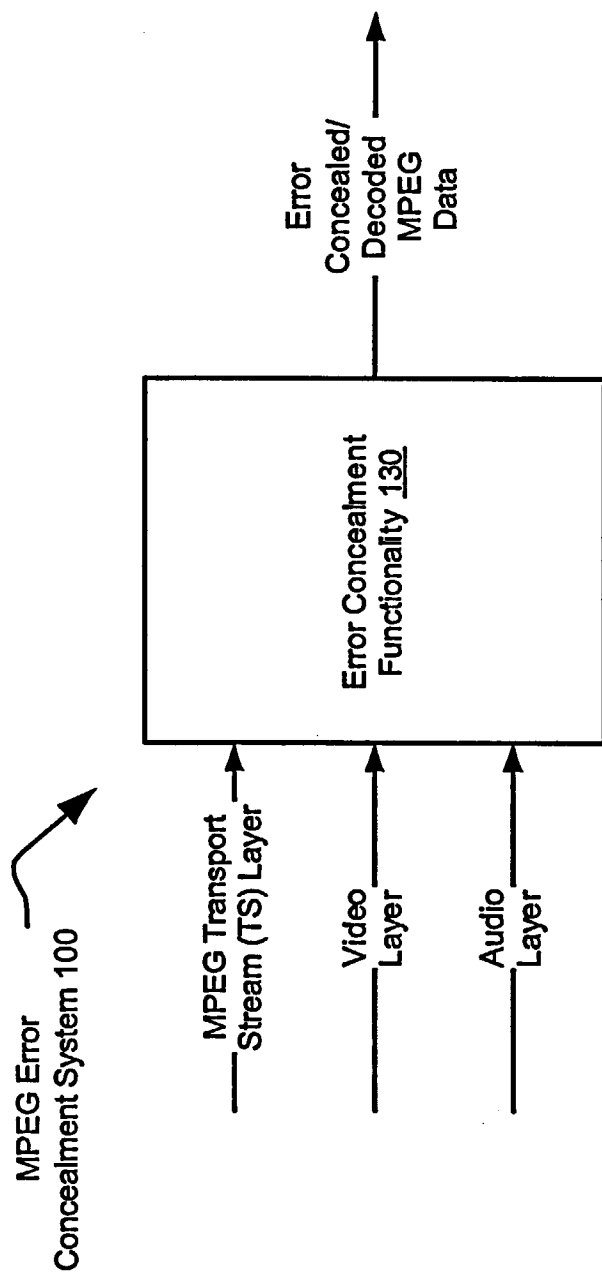 MPEG Error
Concealment System 100
MPEG Transport
Stream (TS) Layer
Video
Layer
Audio
Layer
Error Concealment
Functionality 130
Error
Concealed/
Decoded
MPEG
Data